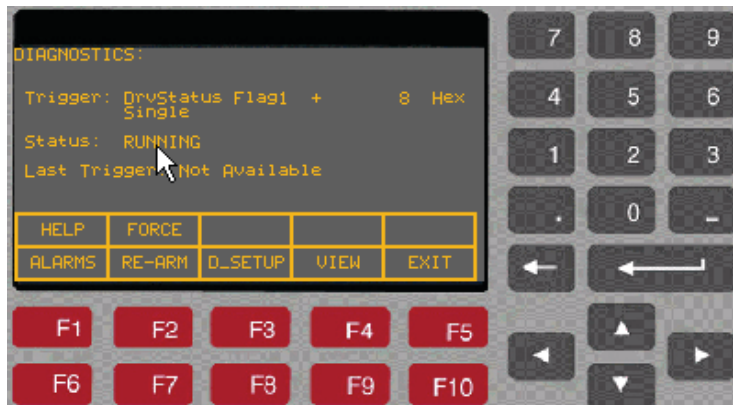 DIAGNOSTICS:
Trigger: DrvStatus Flag1 + 8 Hex
Single
Status: RUNNING
Last Trigger: Not Available
HELP FORCE
ALARMS RE-ARM D_SETUP VIEW EXIT
F1 F2 F3 F4 F5
F6 F7 F8 F9 F10
7 8 9
4 5 6
1 2 3
. 0 -